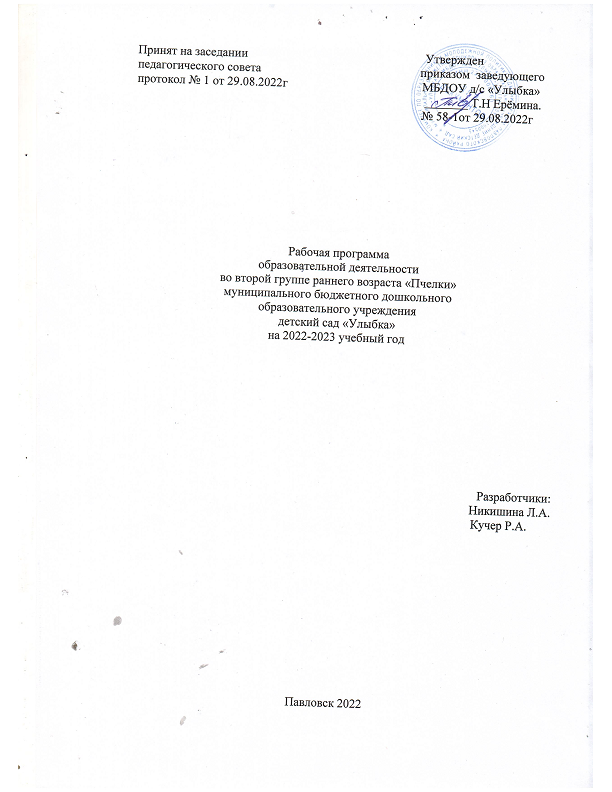 Принят на заседании
педагогического совета
протокол № 1 от 29.08.2022г
Утвержден
приказом заведующего
МБДОУ д/с «Улыбка»
Г.Н Ерёмина.
№ 58-1от 29.08.2022г
Рабочая программа
образовательной деятельности
во второй группе раннего возраста «Пчелки»
муниципального бюджетного дошкольного
образовательного учреждения
детский сад «Улыбка»
на 2022-2023 учебный год
Разработчики:
Никишина Л.А.
Кучер Р.А.
Павловск 2022